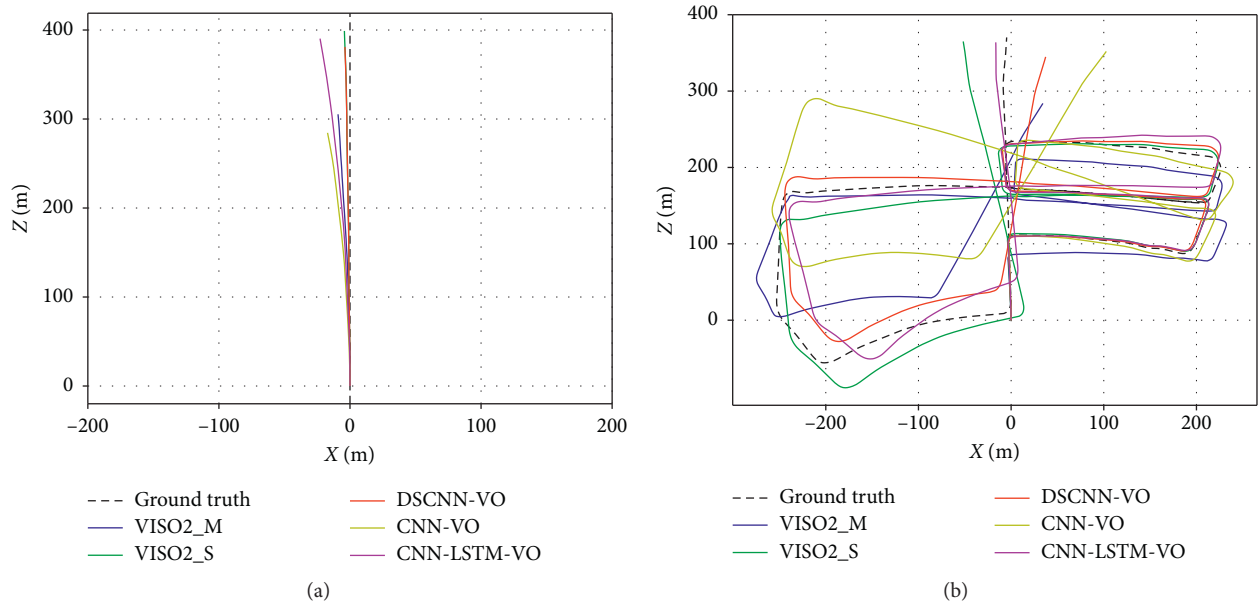 400
300
200
100
0
Z (m)
−200
−100
0
100
200
X (m)
Ground truth
VISO2_M
VISO2_S
DSCNN-VO
CNN-VO
CNN-LSTM-VO
(a)
400
300
200
100
0
Z (m)
−200
−100
0
100
200
X (m)
Ground truth
VISO2_M
VISO2_S
DSCNN-VO
CNN-VO
CNN-LSTM-VO
(b)